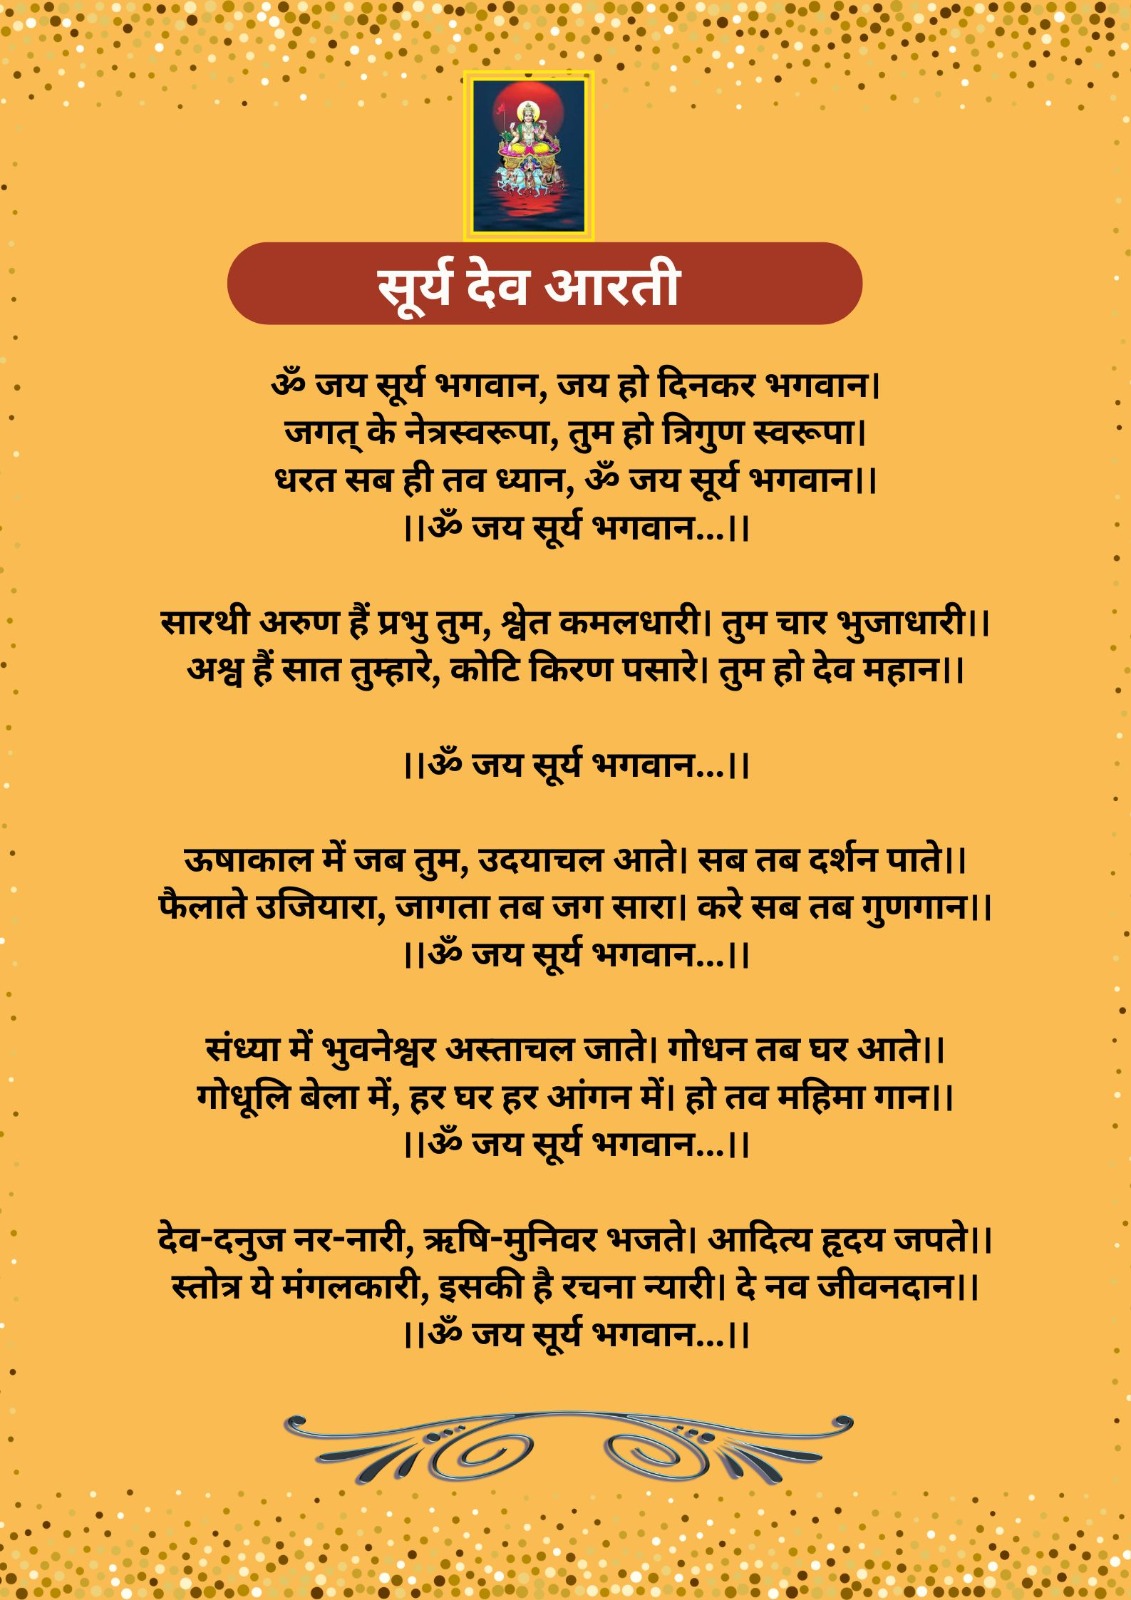 सूर्य देव आरती
ॐ जय सूर्य भगवान, जय हो दिनकर भगवान।
जगत् के नेत्रस्वरूपा, तुम हो त्रिगुण स्वरूपा।
धरत सब ही तव ध्यान, ॐ जय सूर्य भगवान।।
।।ॐ जय सूर्य भगवान...।।
सारथी अरुण हैं प्रभु तुम, श्वेत कमलधारी। तुम चार भुजाधारी।।
अश्व हैं सात तुम्हारे, कोटि किरण पसारे। तुम हो देव महान।।
।।ॐ जय सूर्य भगवान...।।
ऊषाकाल में जब तुम, उदयाचल आते। सब तब दर्शन पाते।।
फैलाते उजियारा, जागता तब जग सारा। करे सब तब गुणगान।।
।।ॐ जय सूर्य भगवान...।।
संध्या में भुवनेश्वर अस्ताचल जाते। गोधन तब घर आते।।
गोधूलि बेला में, हर घर हर आंगन में। हो तव महिमा गान।।
।।ॐ जय सूर्य भगवान...।।
देव-दनुज नर-नारी, ऋषि-मुनिवर भजते। आदित्य हृदय जपते।।
स्तोत्र ये मंगलकारी, इसकी है रचना न्यारी। दे नव जीवनदान।।
।।ॐ जय सूर्य भगवान...।।